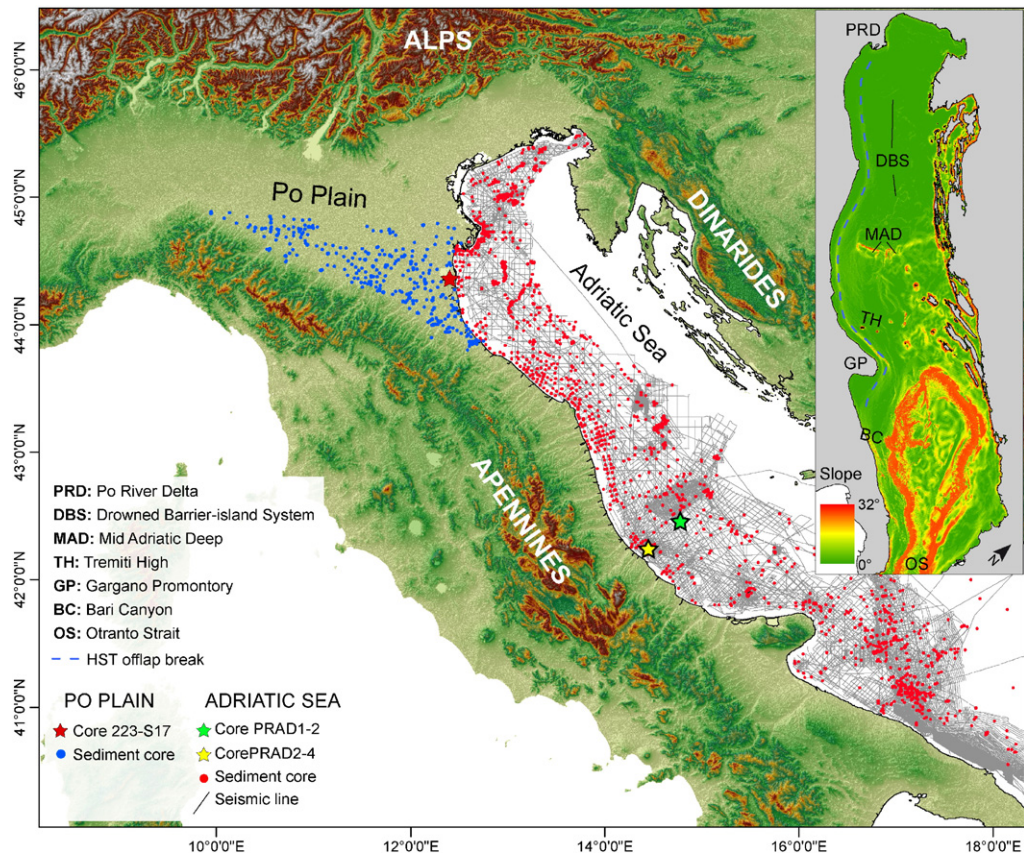 ALPS
Po Plain
DINARIDES
Adriatic Sea
APENNINES
46°0'0"N
45°0'0"N
44°0'0"N
43°0'0"N
42°0'0"N
41°0'0"N
10°0'0"E
12°0'0"E
14°0'0"E
16°0'0"E
18°0'0"E
PRD
DBS
MAD
TH
GP
BC
OS
Slope
32°
0°
N
PRD: Po River Delta
DBS: Drowned Barrier-island System
MAD: Mid Adriatic Deep
TH: Tremiti High
GP: Gargano Promontory
BC: Bari Canyon
OS: Otranto Strait
HST offlap break
PO PLAIN
Core 223-S17
Sediment core
ADRIATIC SEA
Core PRAD1-2
CorePRAD2-4
Sediment core
Seismic line